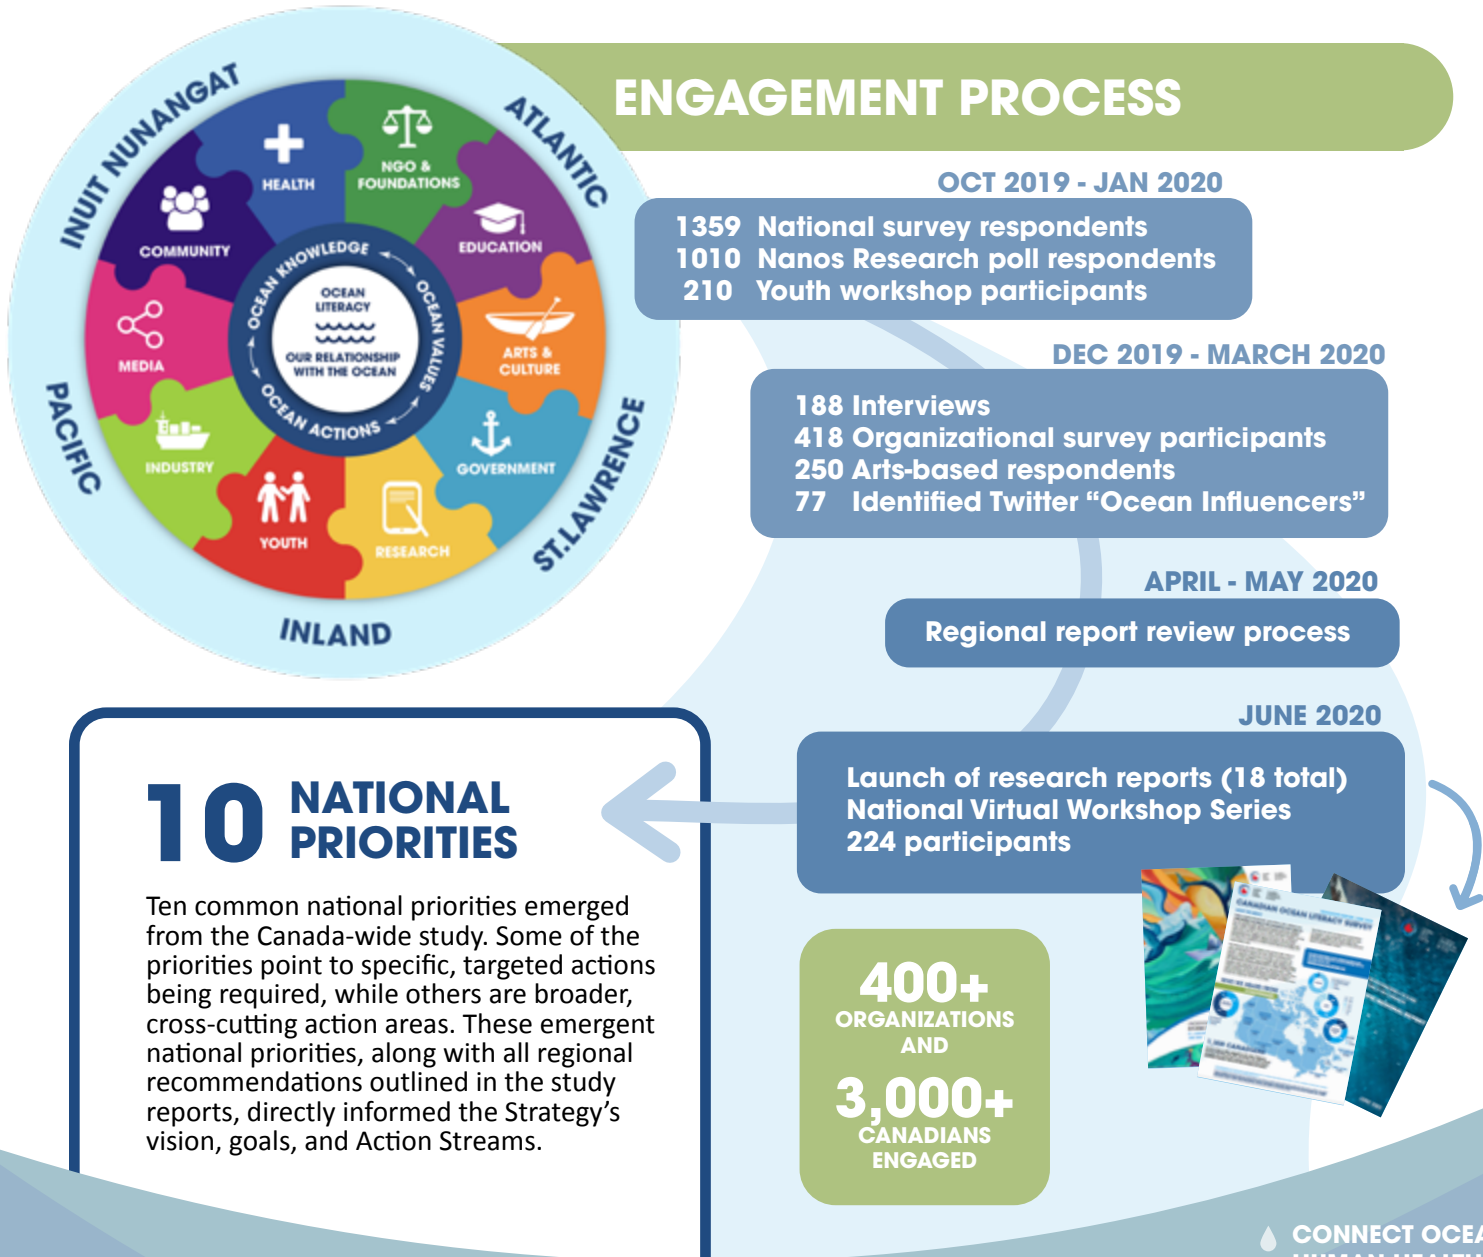 ENGAGEMENT PROCESS
INUIT NUNANGAT
ATLANTIC
PACIFIC
ST.LAWRENCE
INLAND
HEALTH
NGO &
FOUNDATIONS
COMMUNITY
EDUCATION
MEDIA
ARTS &
CULTURE
INDUSTRY
GOVERNMENT
YOUTH
RESEARCH
OCEAN KNOWLEDGE
OCEAN VALUES
OCEAN ACTIONS
OCEAN
LITERACY
OUR RELATIONSHIP
WITH THE OCEAN
OCT 2019 - JAN 2020
1359 National survey respondents
1010 Nanos Research poll respondents
210 Youth workshop participants
DEC 2019 - MARCH 2020
188 Interviews
418 Organizational survey participants
250 Arts-based respondents
77 Identified Twitter “Ocean Influencers”
APRIL - MAY 2020
Regional report review process
JUNE 2020
Launch of research reports (18 total)
National Virtual Workshop Series
224 participants
10 NATIONAL
PRIORITIES
Ten common national priorities emerged
from the Canada-wide study. Some of the
priorities point to specific, targeted actions
being required, while others are broader,
cross-cutting action areas. These emergent
national priorities, along with all regional
recommendations outlined in the study
reports, directly informed the Strategy’s
vision, goals, and Action Streams.
400+
ORGANIZATIONS
AND
3,000+
CANADIANS
ENGAGED
CANADIAN OCEAN LITERACY SURVEY
CONNECT OCEA